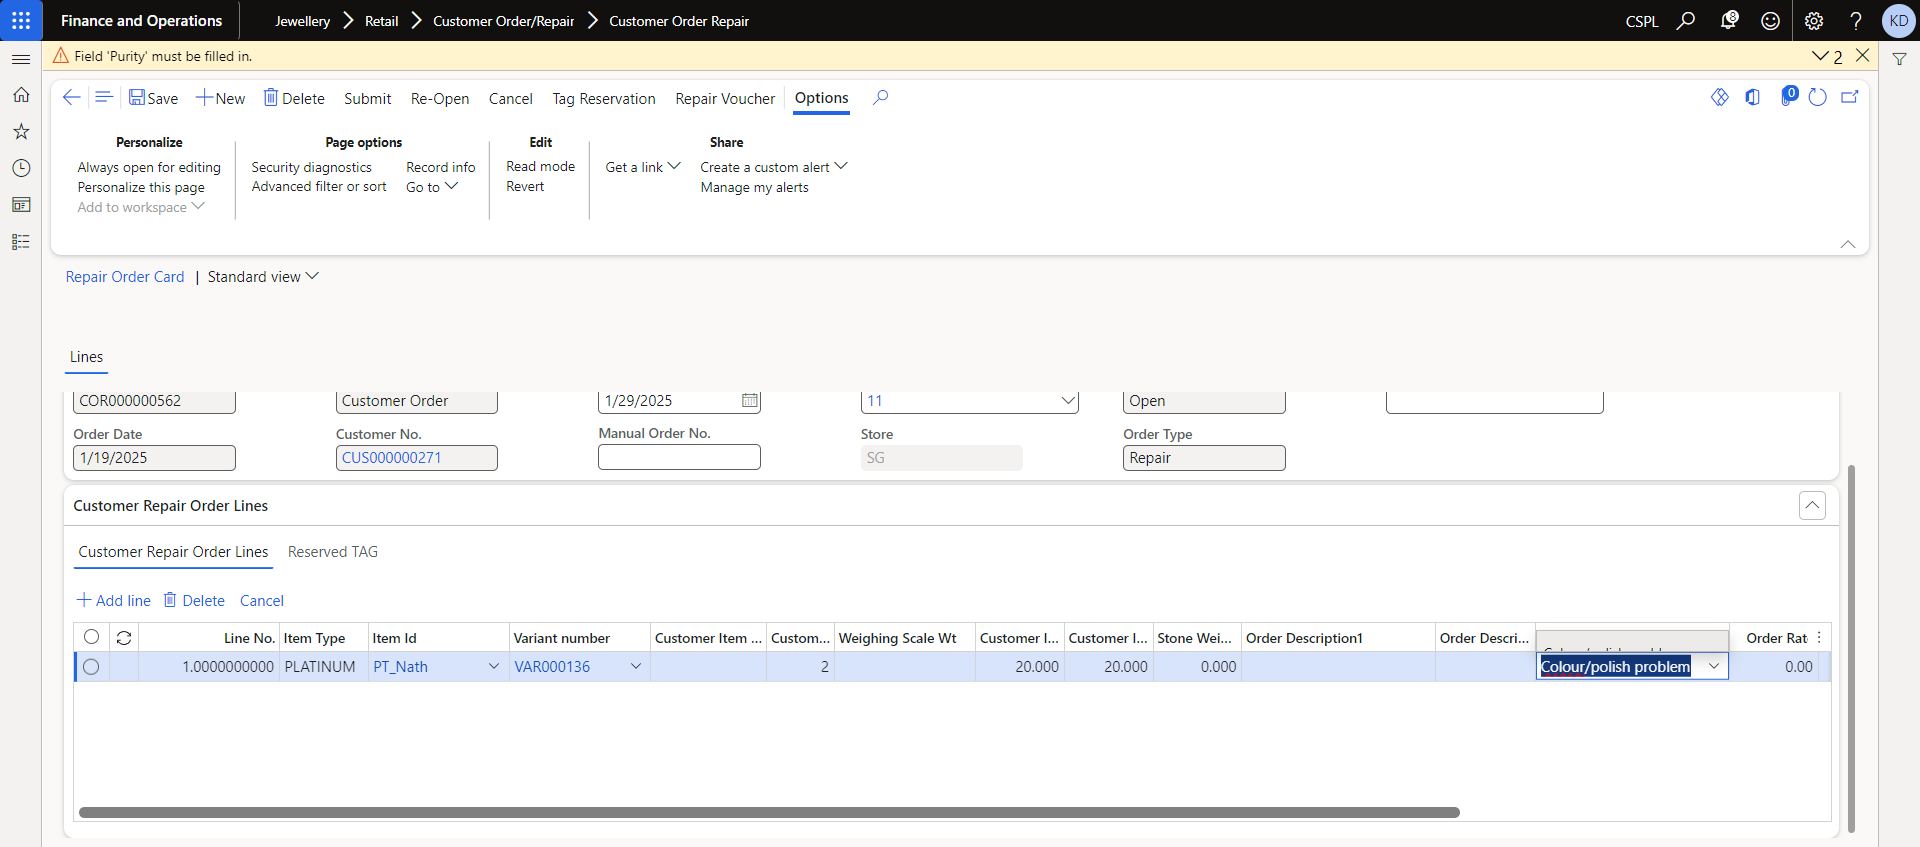 Finance and Operations
Jewellery
Retail
Customer Order/Repair
Customer Order Repair
CSPL
8
?
KD
Field 'Purity' must be filled in.
2
Save
New
Delete
Submit
Re-Open
Cancel
Tag Reservation
Repair Voucher
Options
0
Personalize
Page options
Edit
Share
Always open for editing
Security diagnostics
Record info
Read mode
Get a link
Create a custom alert
Personalize this page
Advanced filter or sort
Go to
Revert
Manage my alerts
Add to workspace
Repair Order Card | Standard view
Lines
COR000000562
Customer Order
1/29/2025
11
Open
Order Date
Customer No.
Manual Order No.
Store
Order Type
1/19/2025
CUS000000271
SG
Repair
Customer Repair Order Lines
Customer Repair Order Lines
Reserved TAG
Add line
Delete
Cancel
Line No.
Item Type
Item Id
Variant number
Customer Item ...
Custom...
Weighing Scale Wt
Customer I...
Customer I...
Stone Wei...
Order Description1
Order Descri...
Order Rat
1.0000000000
PLATINUM
PT_Nath
VAR000136
2
20.000
20.000
0.000
Colour/polish problem
0.00